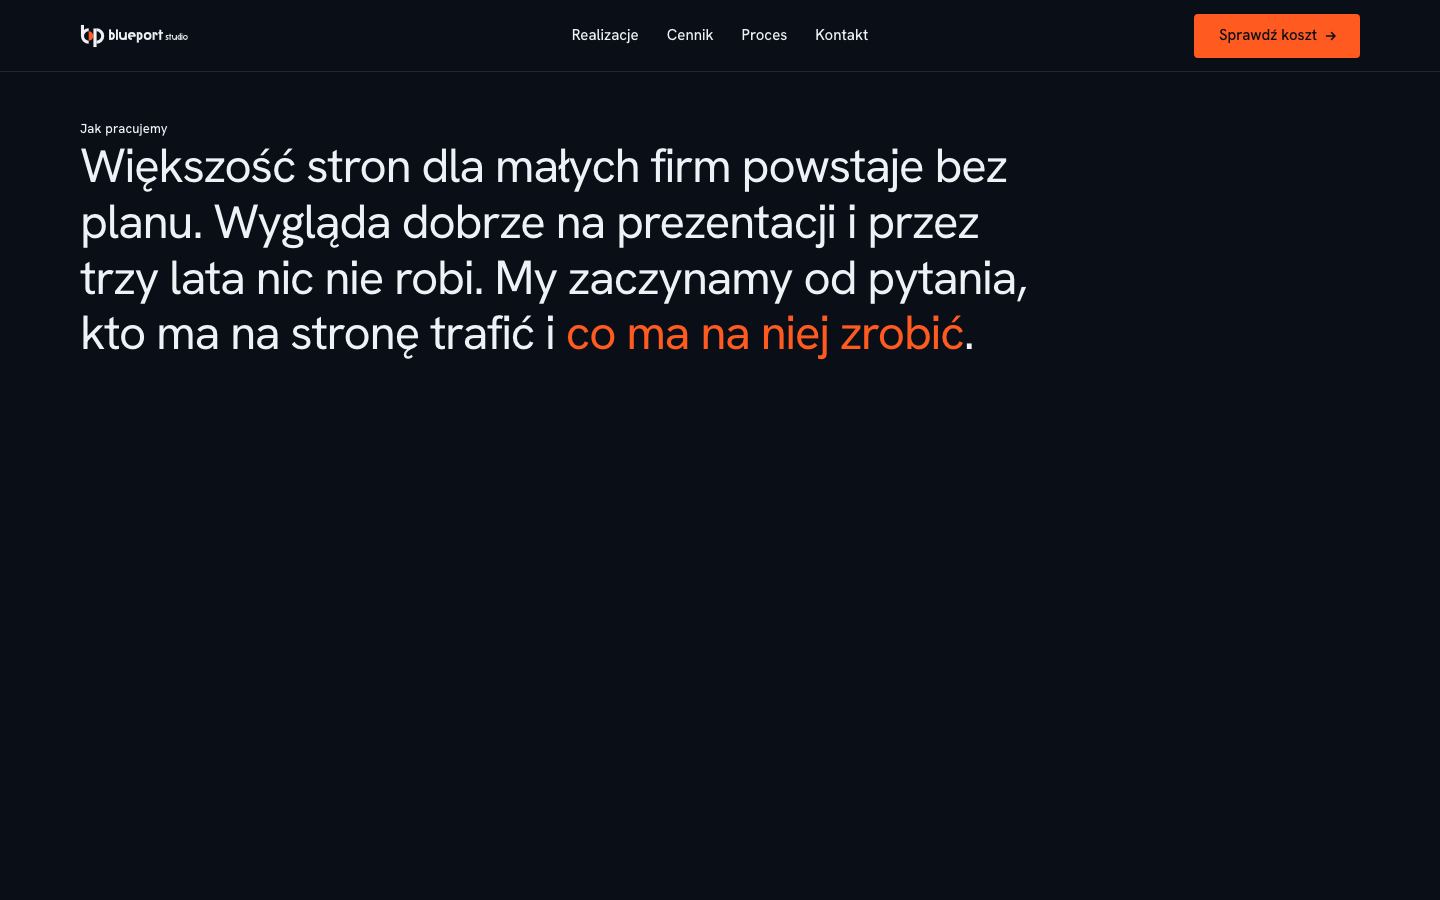 blueport studio
Realizacje
Cennik
Proces
Kontakt
Sprawdź koszt →
Jak pracujemy
Większość stron dla małych firm powstaje bez
planu. Wygląda dobrze na prezentacji i przez
trzy lata nic nie robi. My zaczynamy od pytania,
kto ma na stronę trafić i co ma na niej zrobić.